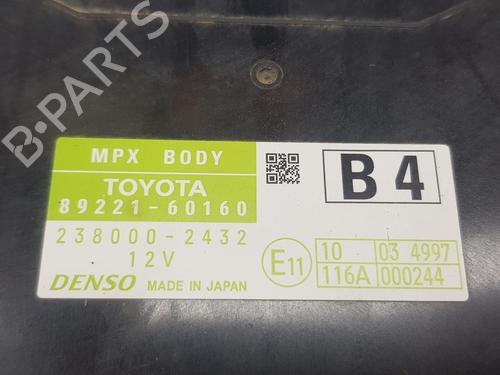 B-PARTS
MPX BODY
TOYOTA
89221-60160
238000-2432
12V
DENSO MADE IN JAPAN
B4
E11
10 03 4997
116A 000244